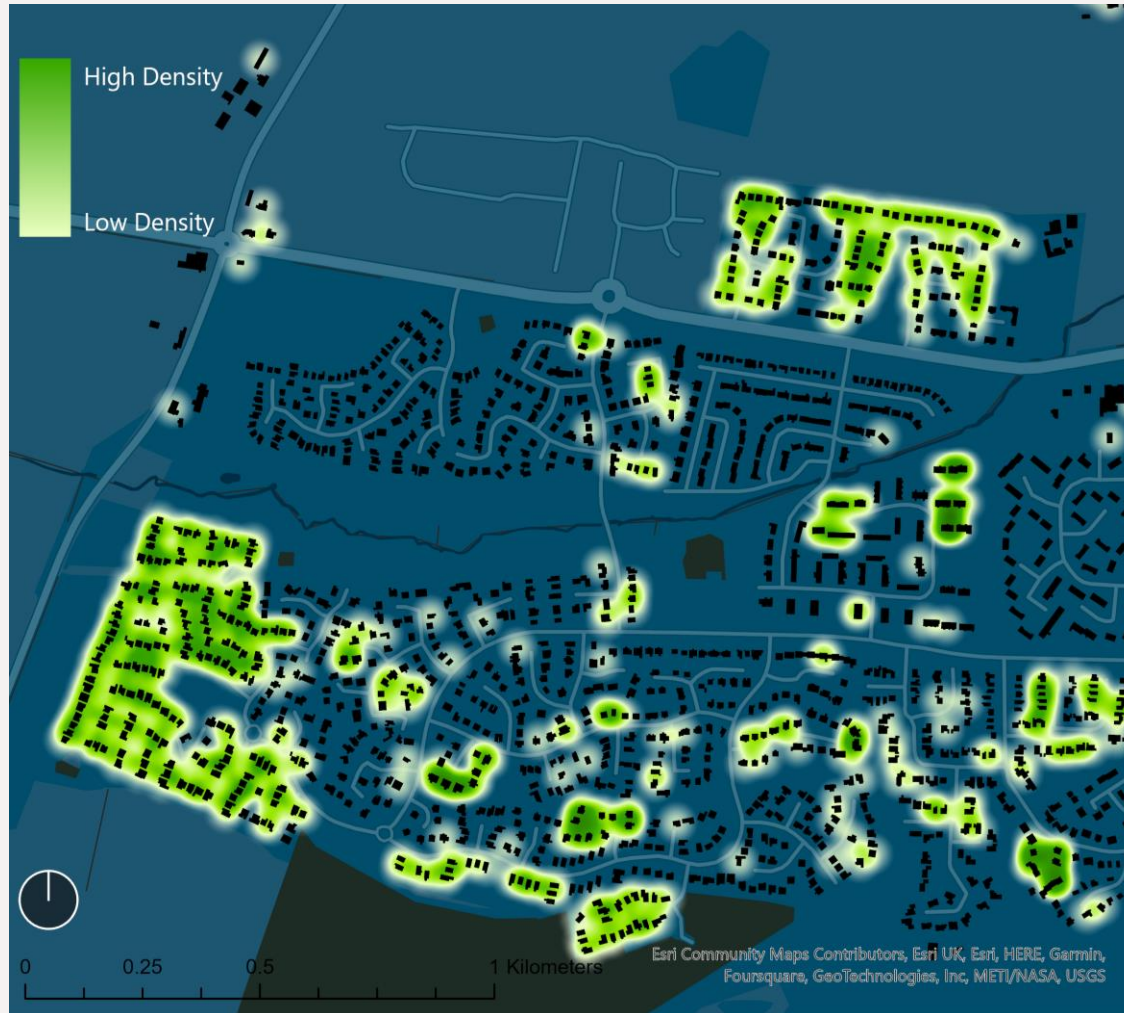 High Density
Low Density
0 0.25 0.5 1 Kilometers
Esri Community Maps Contributors, Esri UK, Esri, HERE, Garmin,
Foursquare, GeoTechnologies, Inc, METI/NASA, USGS